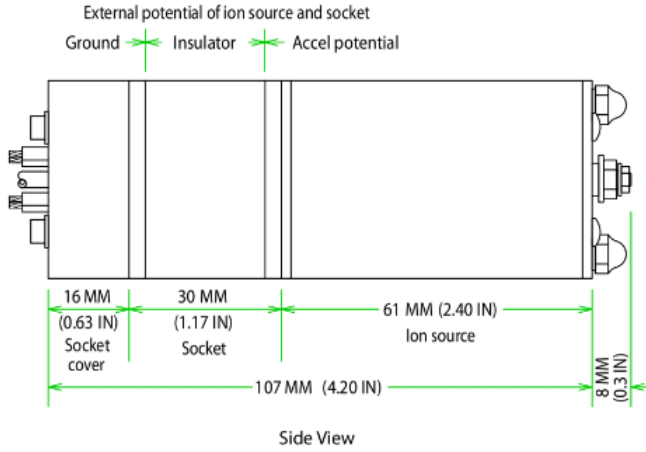 External potential of ion source and socket
Ground
Insulator
Accel potential
16 MM
(0.63 IN)
Socket
cover
30 MM
(1.17 IN)
Socket
61 MM (2.40 IN)
Ion source
8 MM
(0.3 IN)
107 MM (4.20 IN)
Side View